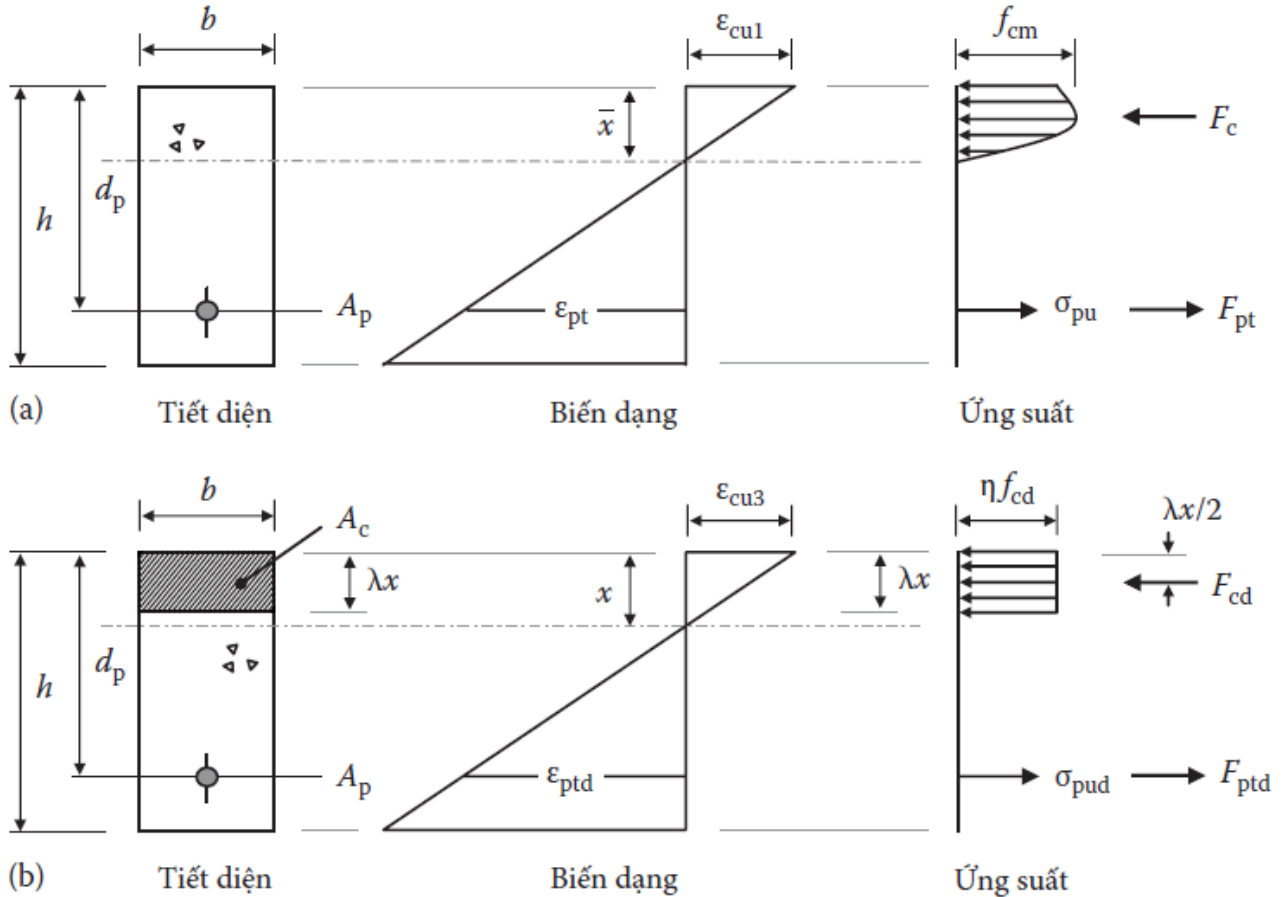 b
ε_cu1
f_cm
x̄
F_c
d_p
h
A_p
ε_pt
σ_pu
F_pt
(a)
Tiết diện
Biến dạng
Ứng suất
b
A_c
ε_cu3
ηf_cd
λx/2
λx
x
λx
F_cd
d_p
h
A_p
ε_ptd
σ_pud
F_ptd
(b)
Tiết diện
Biến dạng
Ứng suất